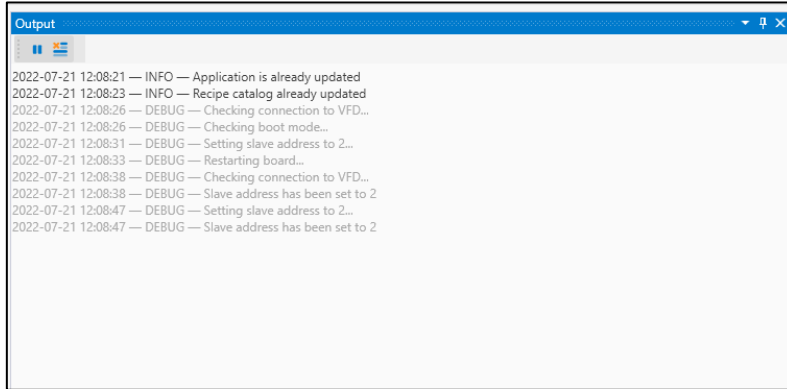 Output
2022-07-21 12:08:21 — INFO — Application is already updated
2022-07-21 12:08:23 — INFO — Recipe catalog already updated
2022-07-21 12:08:26 — DEBUG — Checking connection to VFD...
2022-07-21 12:08:26 — DEBUG — Checking boot mode...
2022-07-21 12:08:31 — DEBUG — Setting slave address to 2...
2022-07-21 12:08:33 — DEBUG — Restarting board...
2022-07-21 12:08:38 — DEBUG — Checking connection to VFD...
2022-07-21 12:08:38 — DEBUG — Slave address has been set to 2
2022-07-21 12:08:47 — DEBUG — Setting slave address to 2...
2022-07-21 12:08:47 — DEBUG — Slave address has been set to 2